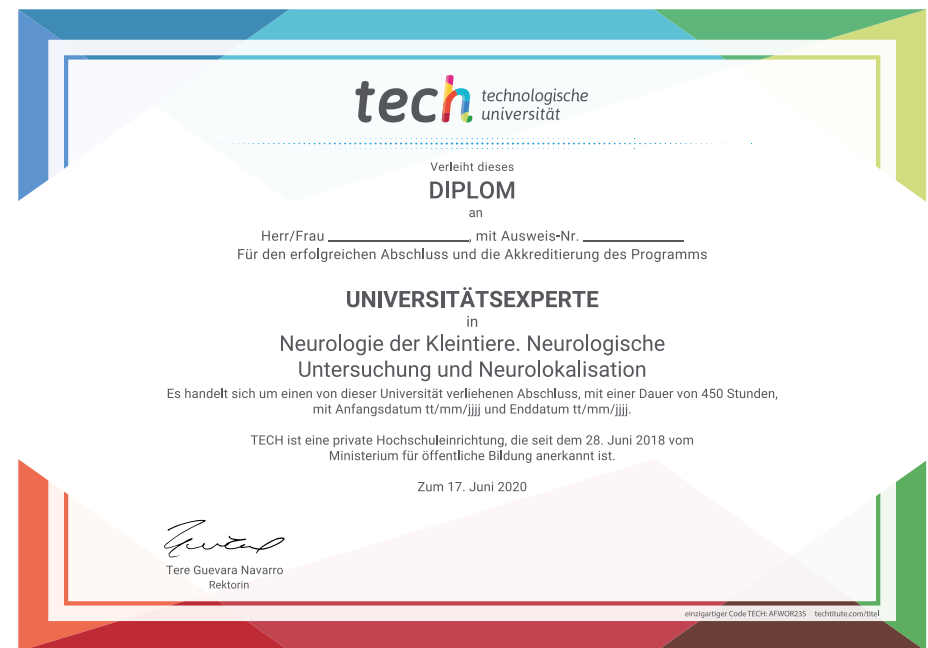 tech technologische
universität
Verleiht dieses
DIPLOM
an
Herr/Frau ____________________, mit Ausweis-Nr. ______________
Für den erfolgreichen Abschluss und die Akkreditierung des Programms
UNIVERSITÄTSEXPERTE
in
Neurologie der Kleintiere. Neurologische
Untersuchung und Neurolokalisation
Es handelt sich um einen von dieser Universität verliehenen Abschluss, mit einer Dauer von 450 Stunden,
mit Anfangsdatum tt/mm/jjjj und Enddatum tt/mm/jjjj.
TECH ist eine private Hochschuleinrichtung, die seit dem 28. Juni 2018 vom
Ministerium für öffentliche Bildung anerkannt ist.
Zum 17. Juni 2020
Tere Guevara Navarro
Rektorin
einzigartiger Code TECH: AFWOR23S techtitute.com/titel